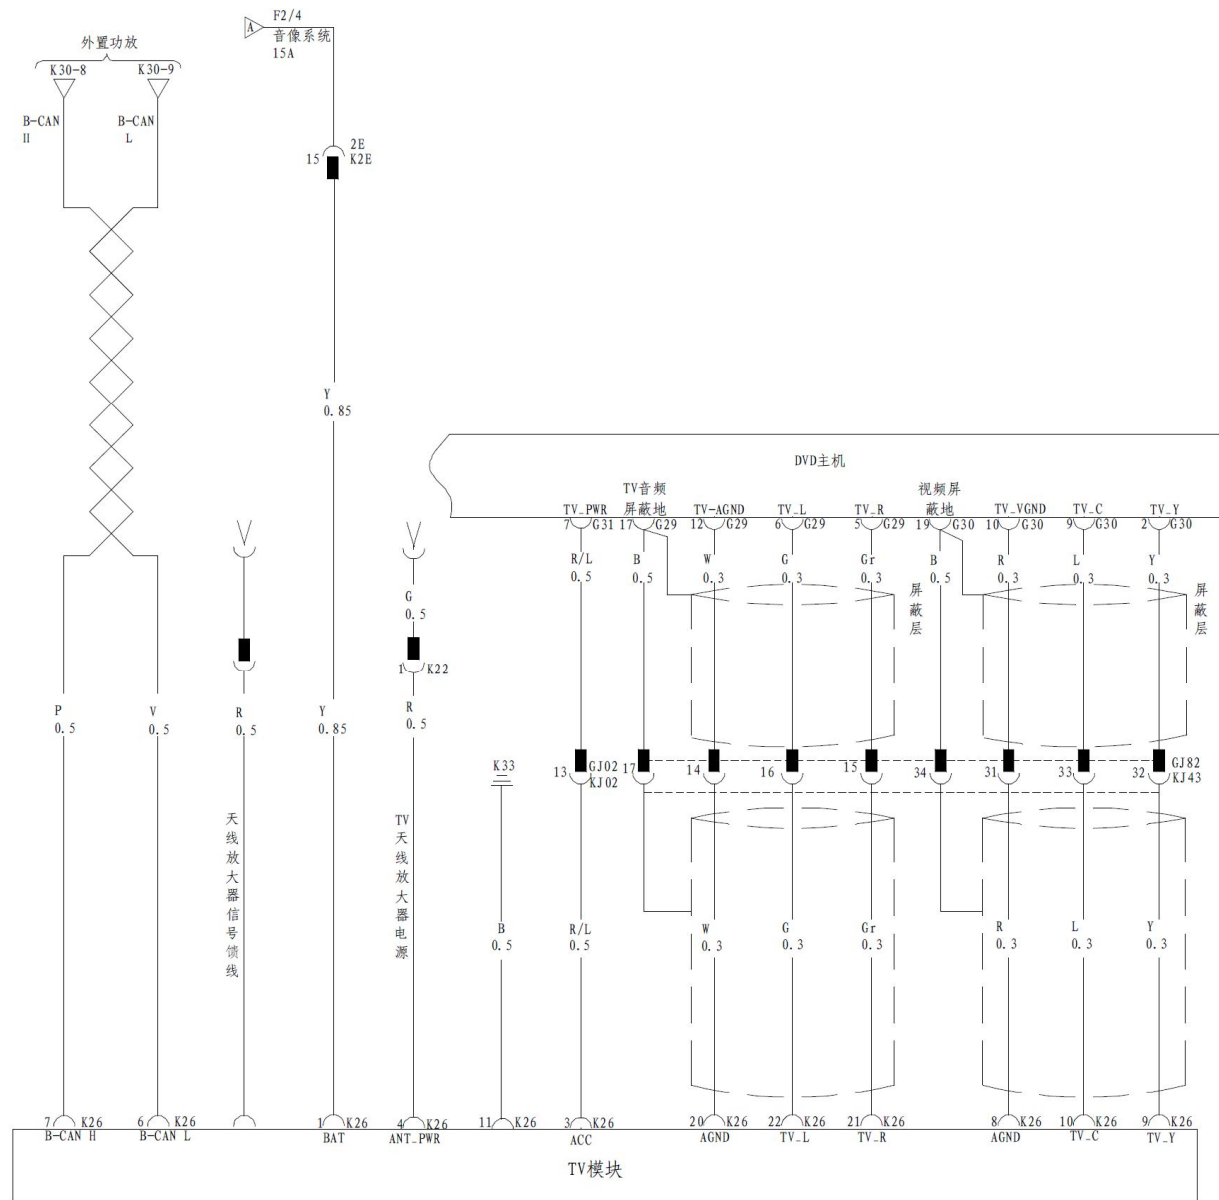 F2/4
A
音像系统
15A
外置功放
K30-8
K30-9
B-CAN
H
B-CAN
L
2E
15
K2E
Y
0.85
DVD主机
TV音频
屏蔽地
视频屏
蔽地
TV_PWR
TV-AGND
TV_L
TV_R
TV_VGND
TV_C
TV_Y
7 G31
17 G29
12 G29
6 G29
5 G29
19 G30
10 G30
9 G30
2 G30
R/L
0.5
B
0.5
W
0.3
G
0.3
Gr
0.3
B
0.5
R
0.3
L
0.3
Y
0.3
屏蔽层
屏蔽层
G
0.5
1 K22
P
0.5
V
0.5
R
0.5
Y
0.85
R
0.5
K33
13
GJ02
KJ02
17
14
16
15
34
31
33
32
GJ82
KJ43
天线放大器信号馈线
TV天线放大器电源
B
0.5
R/L
0.5
W
0.3
G
0.3
Gr
0.3
R
0.3
L
0.3
Y
0.3
7 K26
6 K26
1 K26
4 K26
11 K26
3 K26
20 K26
22 K26
21 K26
8 K26
10 K26
9 K26
B-CAN H
B-CAN L
BAT
ANT_PWR
ACC
AGND
TV_L
TV_R
AGND
TV_C
TV_Y
TV模块